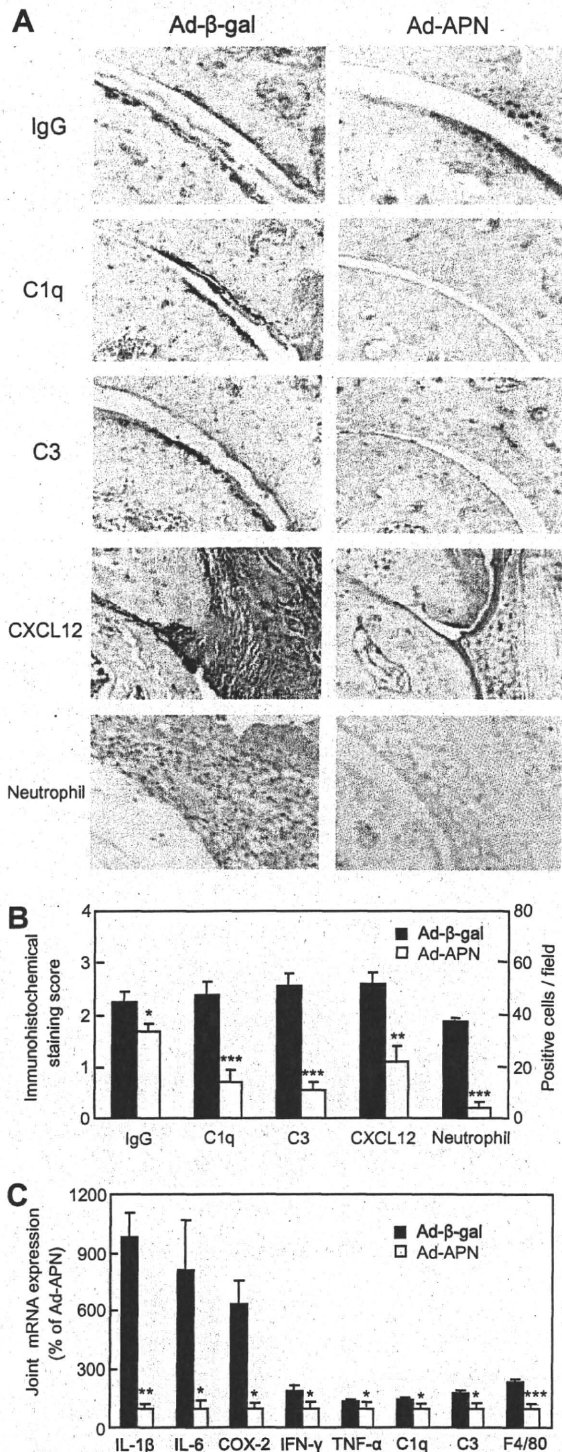 A
Ad-β-gal Ad-APN
IgG
C1q
C3
CXCL12
Neutrophil
B
Immunohistochemical
staining score
4
3
2
1
0
Ad-β-gal
Ad-APN
80
60
40
20
0
Positive cells / field
* *** *** ** ***
IgG C1q C3 CXCL12 Neutrophil
C
Joint mRNA expression
(% of Ad-APN)
1200
900
600
300
0
Ad-β-gal
Ad-APN
** * * * * * * ***
IL-1β IL-6 COX-2 IFN-γ TNF-α C1q C3 F4/80